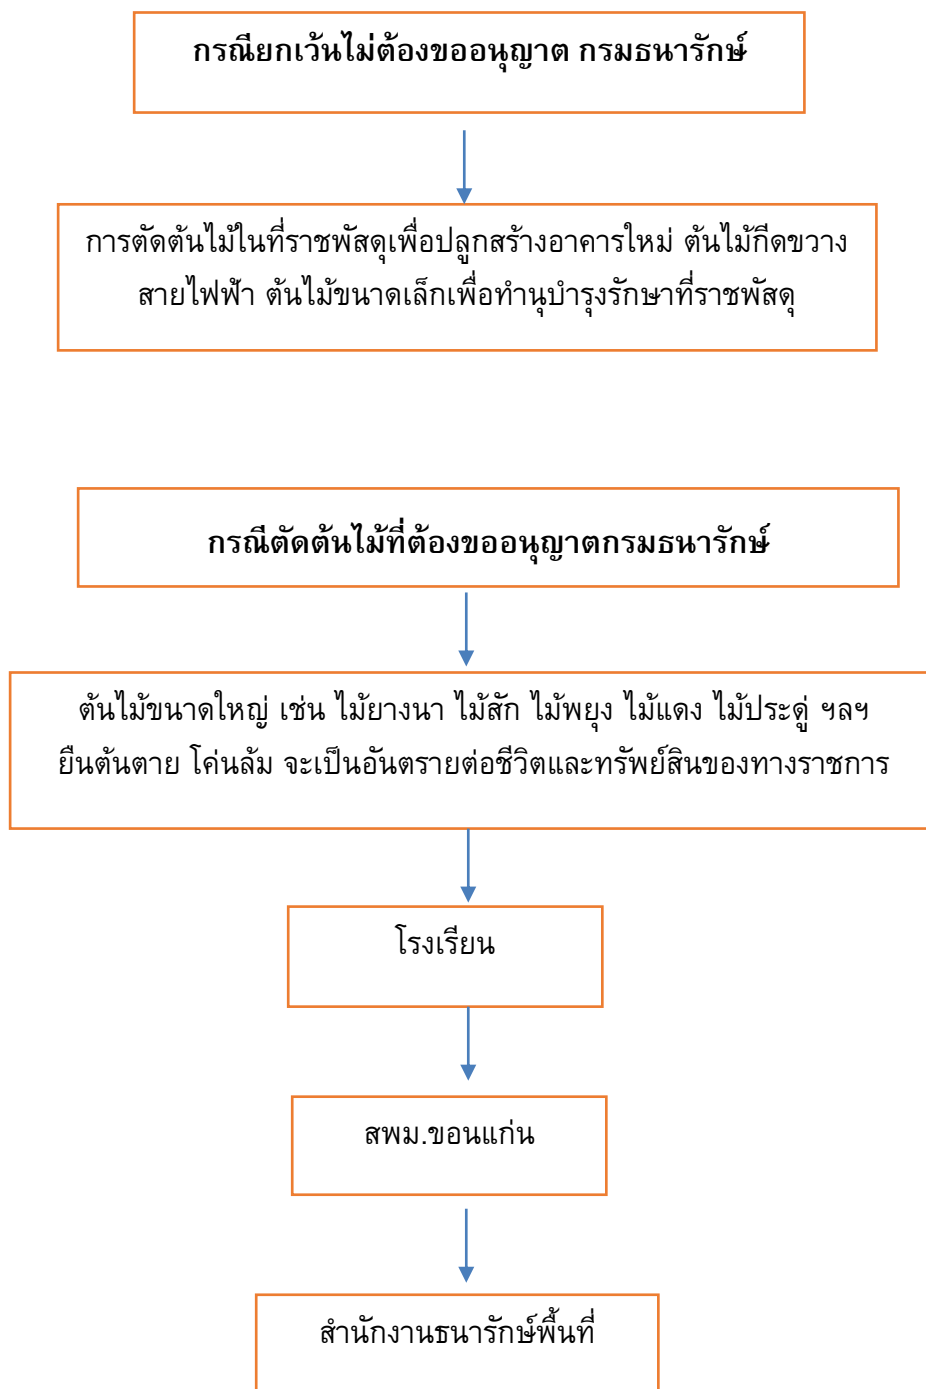 กรณียกเว้นไม่ต้องขออนุญาต กรมธนารักษ์
การตัดต้นไม้ในที่ราชพัสดุเพื่อปลูกสร้างอาคารใหม่ ต้นไม้กีดขวาง
สายไฟฟ้า ต้นไม้ขนาดเล็กเพื่อทำนุบำรุงรักษาที่ราชพัสดุ
กรณีตัดต้นไม้ที่ต้องขออนุญาตกรมธนารักษ์
ต้นไม้ขนาดใหญ่ เช่น ไม้ยางนา ไม้สัก ไม้พยุง ไม้แดง ไม้ประดู่ ฯลฯ
ยืนต้นตาย โค่นล้ม จะเป็นอันตรายต่อชีวิตและทรัพย์สินของทางราชการ
โรงเรียน
สพม.ขอนแก่น
สำนักงานธนารักษ์พื้นที่